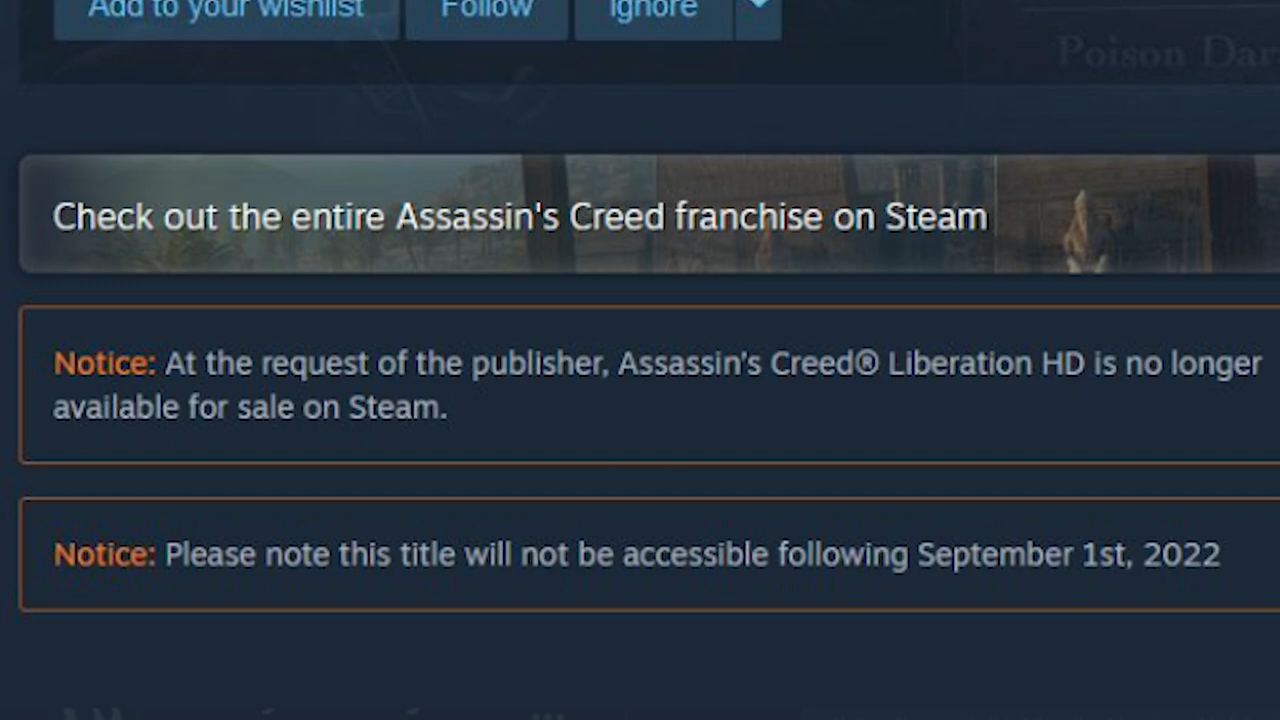 Add to your wishlist Follow Ignore
Poison Dar
Check out the entire Assassin's Creed franchise on Steam
Notice: At the request of the publisher, Assassin's Creed® Liberation HD is no longer
available for sale on Steam.
Notice: Please note this title will not be accessible following September 1st, 2022